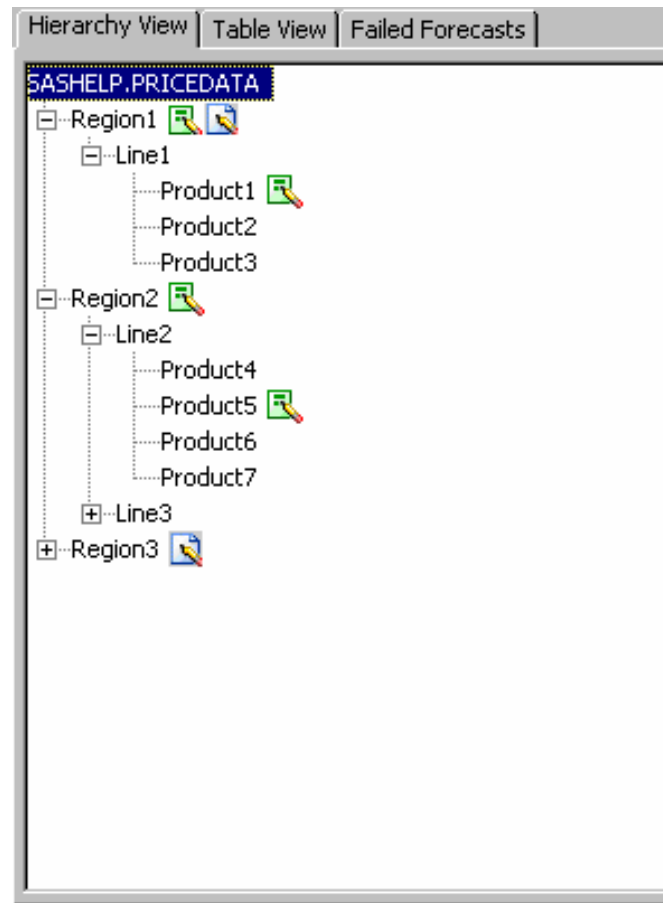 Hierarchy View Table View Failed Forecasts
SASHELP.PRICEDATA
Region1
Line1
Product1
Product2
Product3
Region2
Line2
Product4
Product5
Product6
Product7
Line3
Region3